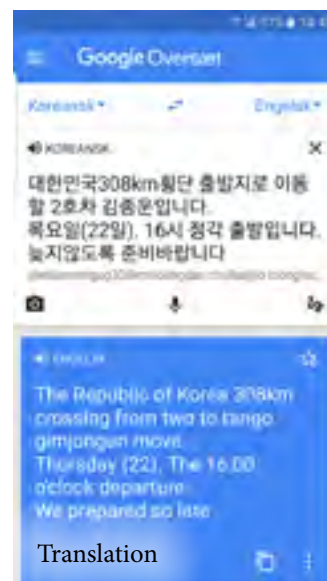 Google Oversæt
Koreansk
Engelsk
KOREANSK
대한민국308km횡단 출발지로 이동
할 2호차 김종운입니다.
목요일(22일), 16시 정각 출발입니다.
늦지않도록 준비바랍니다
ENGELSK
The Republic of Korea 308km
crossing from two to tango
gimjongun move.
Thursday (22), The 16:00
o'clock departure
We prepared so late
Translation